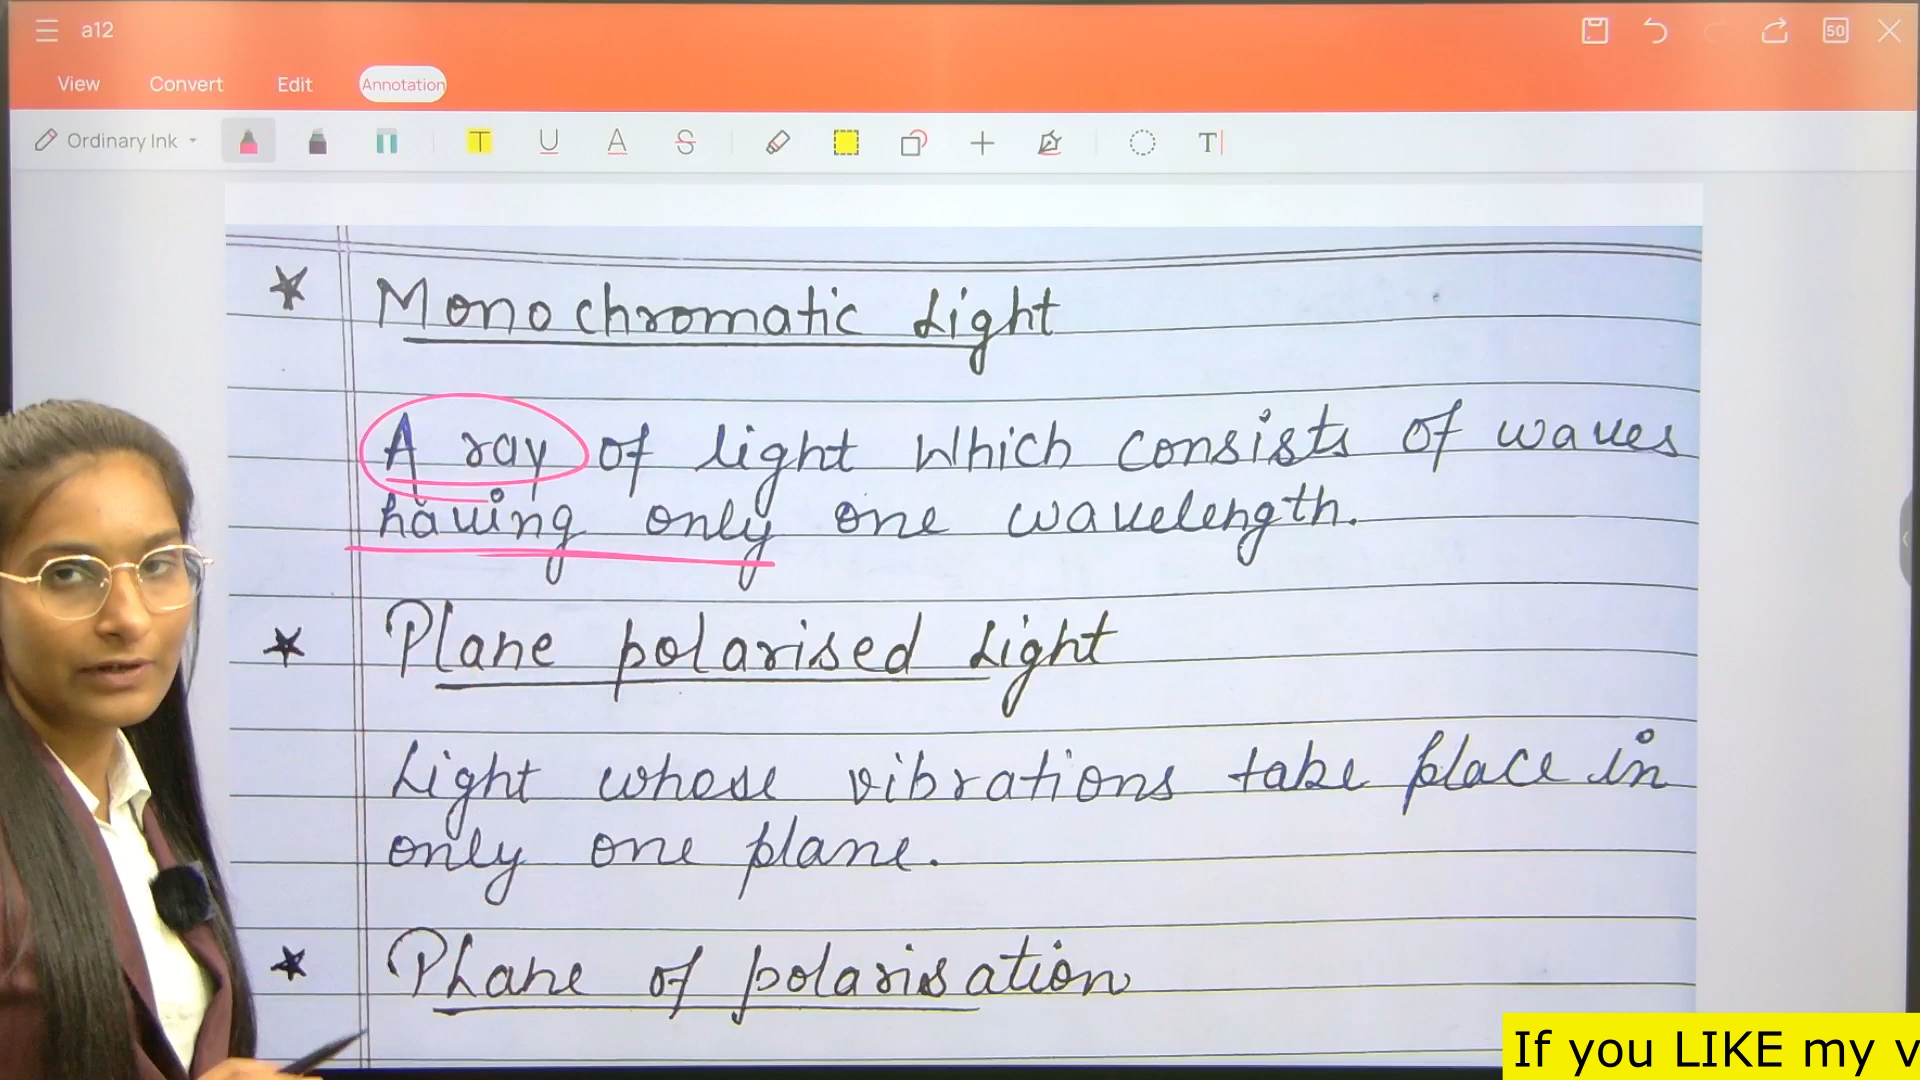 a12
50
View Convert Edit Annotation
Ordinary Ink T U A S T
Monochromatic Light
A ray of light which consists of waves
having only one wavelength.
Plane polarised Light
Light whose vibrations take place in
only one plane.
Plane of polarisation
If you LIKE my v